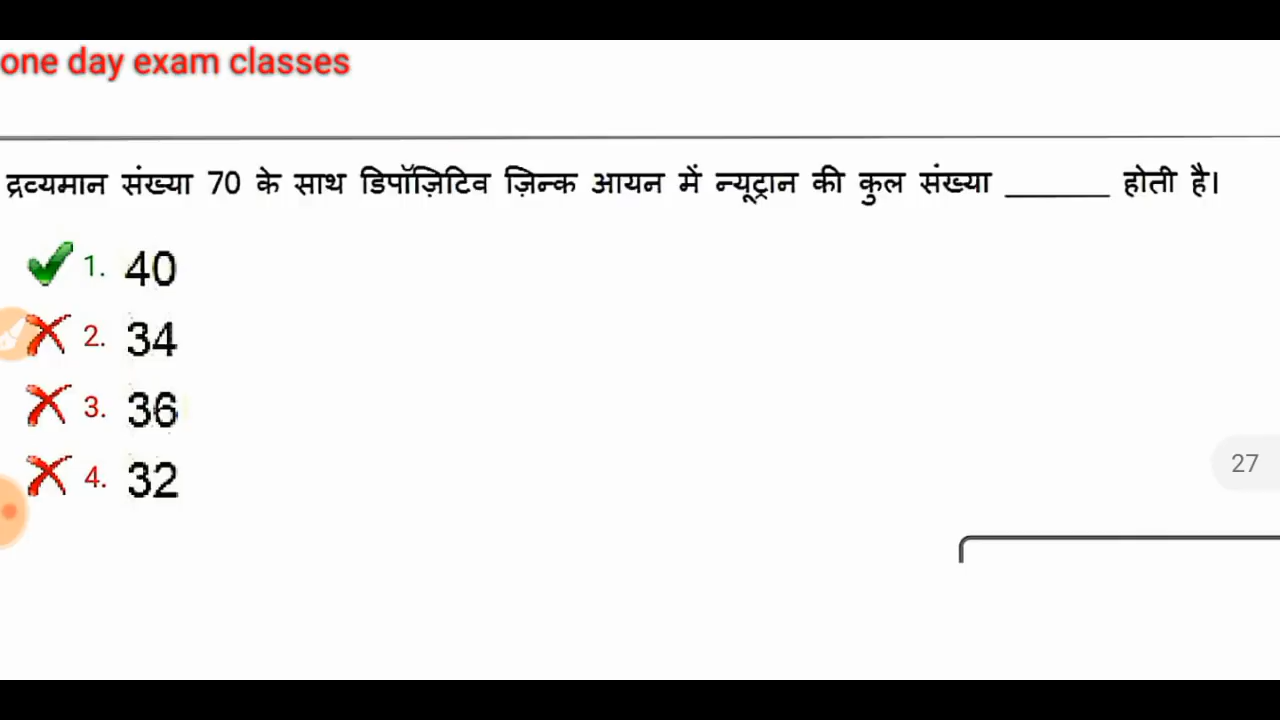 one day exam classes
द्रव्यमान संख्या 70 के साथ डिपॉज़िटिव ज़िन्क आयन में न्यूट्रान की कुल संख्या ________ होती है।
1. 40
2. 34
3. 36
4. 32
27